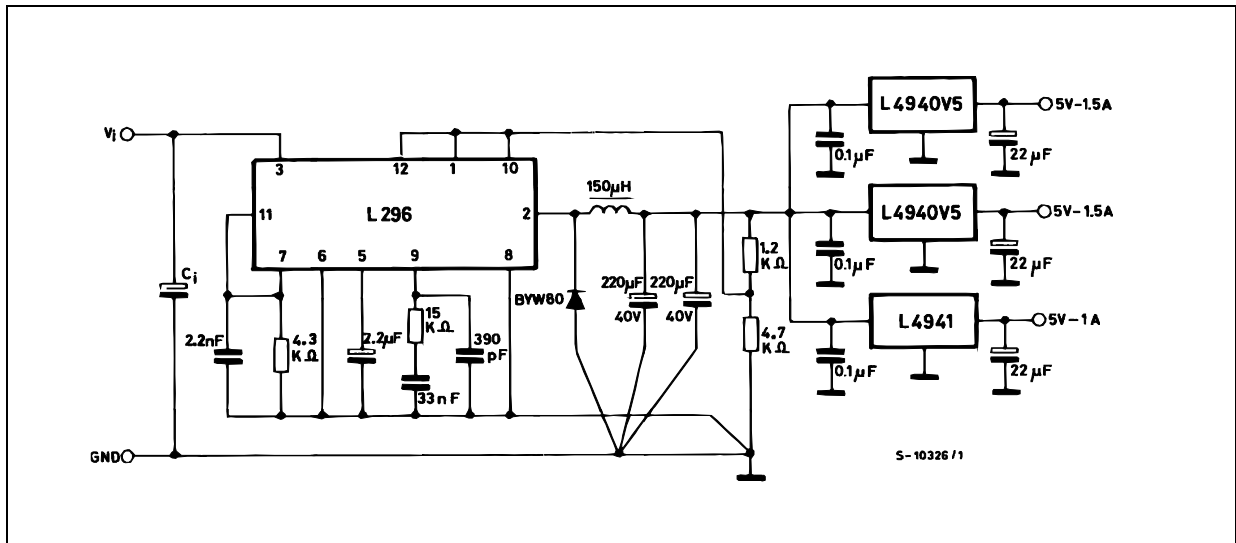 L4940V5
5V-1.5A
0.1µF
22µF
Vi
3
12
1
10
150µH
11
L296
2
L4940V5
5V-1.5A
7
6
5
9
8
1.2
KΩ
0.1µF
22µF
Ci
BYW80
220µF
220µF
40V
40V
L4941
5V-1A
2.2nF
4.3
KΩ
2.2µF
15
KΩ
390
pF
4.7
KΩ
0.1µF
22µF
33nF
GND
S-10326/1